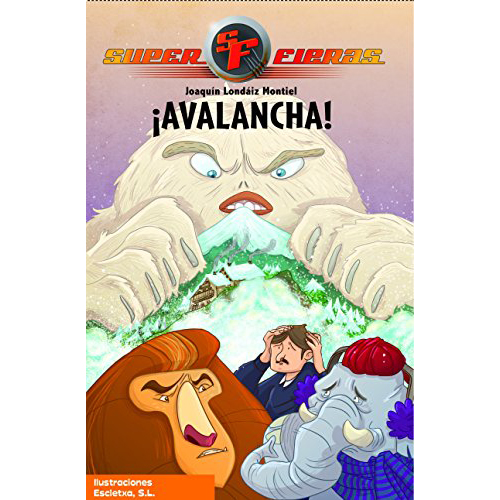 SUPER SF FIERAS
Joaquín Londáiz Montiel
¡AVALANCHA!
Ilustraciones
Escletxa, S.L.